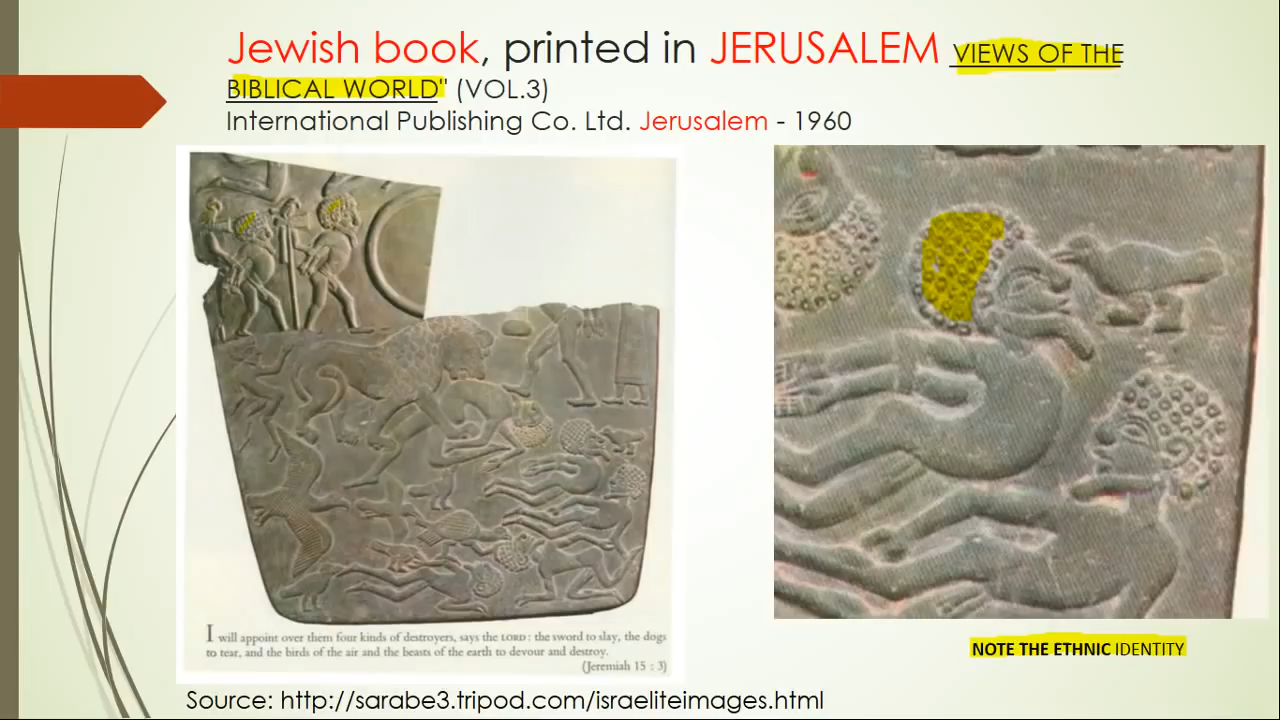 Jewish book, printed in JERUSALEM VIEWS OF THE
BIBLICAL WORLD" (VOL.3)
International Publishing Co. Ltd. Jerusalem - 1960
I will appoint over them four kinds of destroyers, says the LORD: the sword to slay, the dogs
to tear, and the birds of the air and the beasts of the earth to devour and destroy.
(Jeremiah 15 : 3)
NOTE THE ETHNIC IDENTITY
Source: http://sarabe3.tripod.com/israeliteimages.html